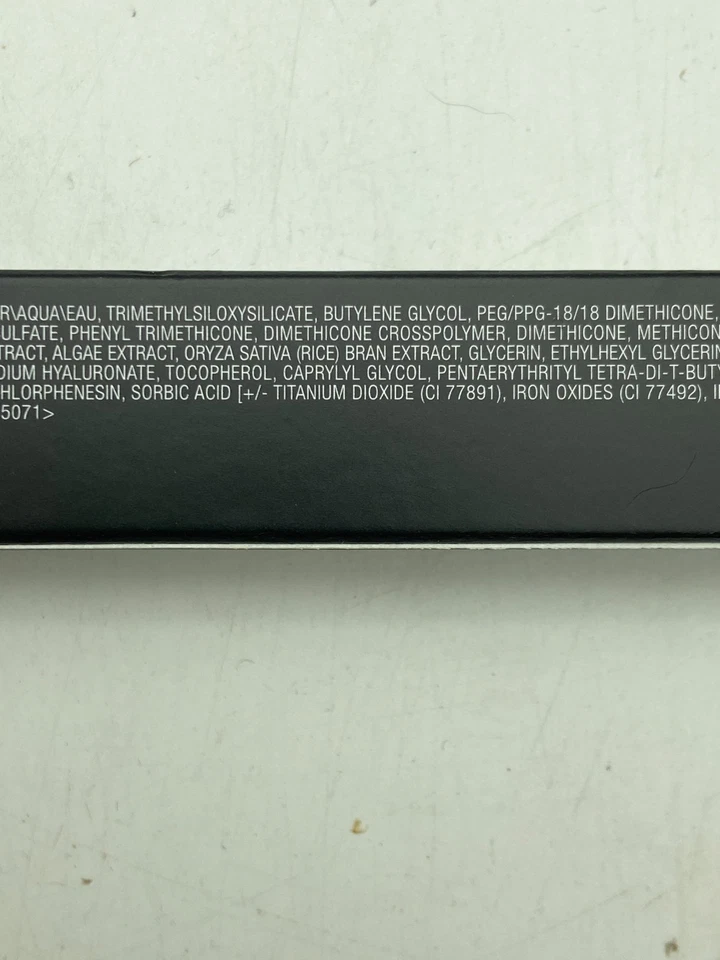 R\AQUA\EAU, TRIMETHYLSILOXYSILICATE, BUTYLENE GLYCOL, PEG/PPG-18/18 DIMETHICONE,
ULFATE, PHENYL TRIMETHICONE, DIMETHICONE CROSSPOLYMER, DIMETHICONE, METHICON
TRACT, ALGAE EXTRACT, ORYZA SATIVA (RICE) BRAN EXTRACT, GLYCERIN, ETHYLHEXYL GLYCERIN
DIUM HYALURONATE, TOCOPHEROL, CAPRYLYL GLYCOL, PENTAERYTHRITYL TETRA-DI-T-BUTY
HLORPHENESIN, SORBIC ACID [+/- TITANIUM DIOXIDE (CI 77891), IRON OXIDES (CI 77492),
5071>